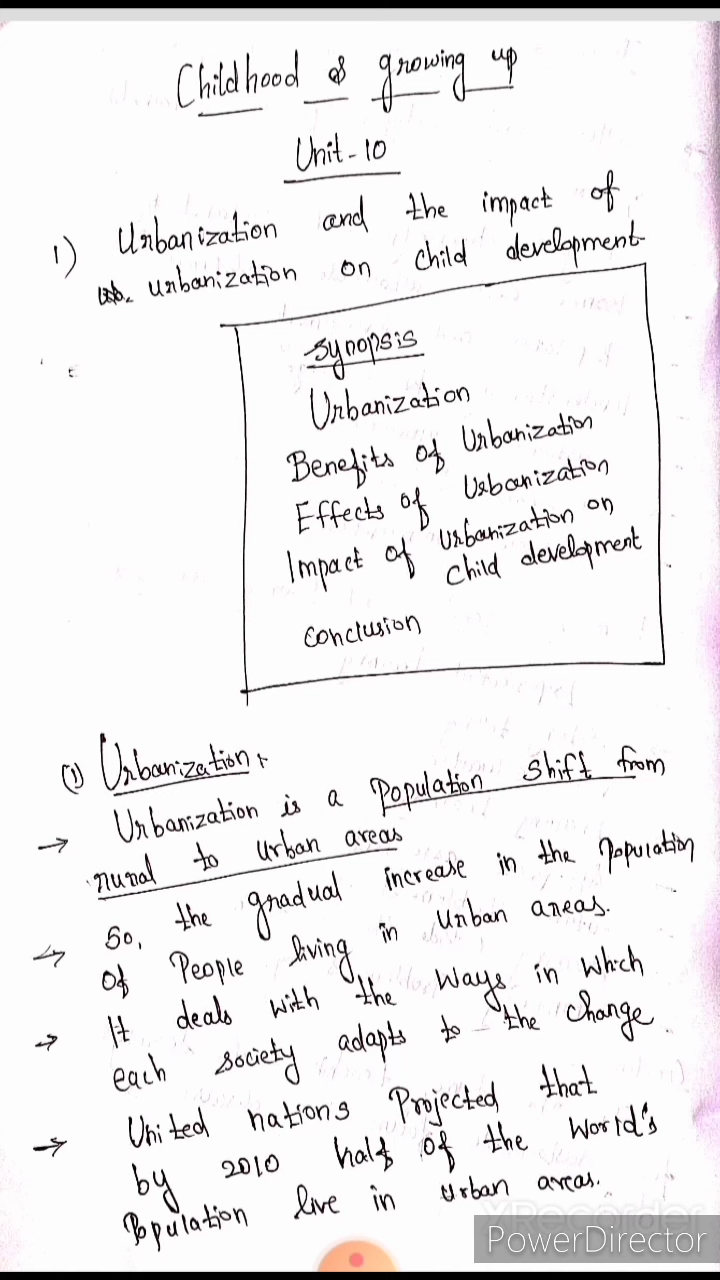 Childhood & growing up
Unit-10
1) Urbanization and the impact of
urbanization on child development
Synopsis
Urbanization
Benefits of Urbanization
Effects of Urbanization
Impact of Urbanization on
child development
conclusion
(1) Urbanization:
→ Urbanization is a population shift from
rural to urban areas
→ So, the gradual increase in the population
of people living in urban areas.
→ It deals with the ways in which
each society adapts to the change
→ United nations projected that
by 2010 half of the world's
population live in urban areas.
XRecorder
PowerDirector